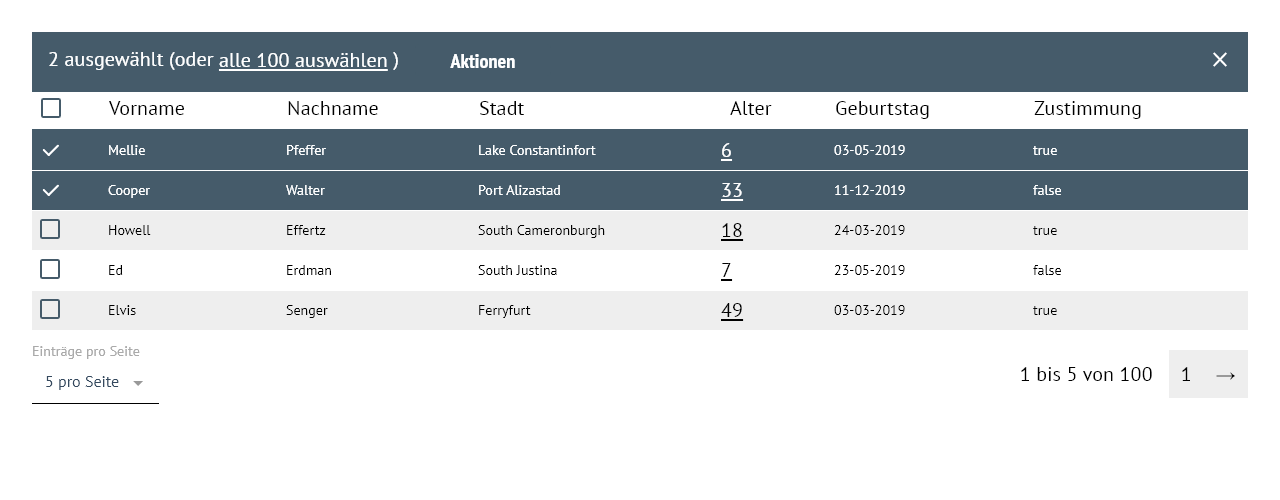 2 ausgewählt (oder alle 100 auswählen ) Aktionen
Vorname Nachname Stadt Alter Geburtstag Zustimmung
Mellie Pfeffer Lake Constantinfort 6 03-05-2019 true
Cooper Walter Port Alizastad 33 11-12-2019 false
Howell Effertz South Cameronburgh 18 24-03-2019 true
Ed Erdman South Justina 7 23-05-2019 false
Elvis Senger Ferryfurt 49 03-03-2019 true
Einträge pro Seite
5 pro Seite
1 bis 5 von 100 1 →